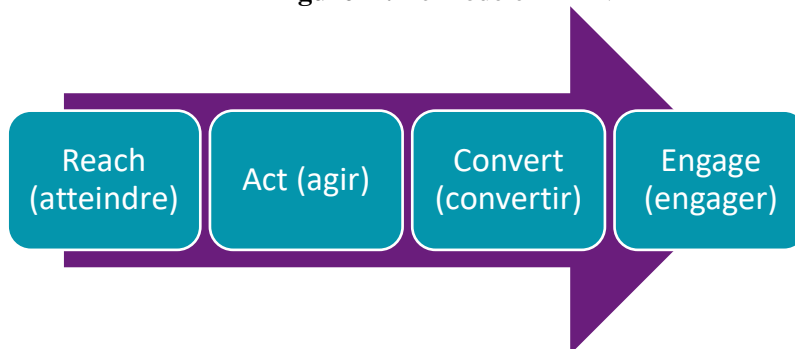 Reach
(atteindre)
Act (agir)
Convert
(convertir)
Engage
(engager)